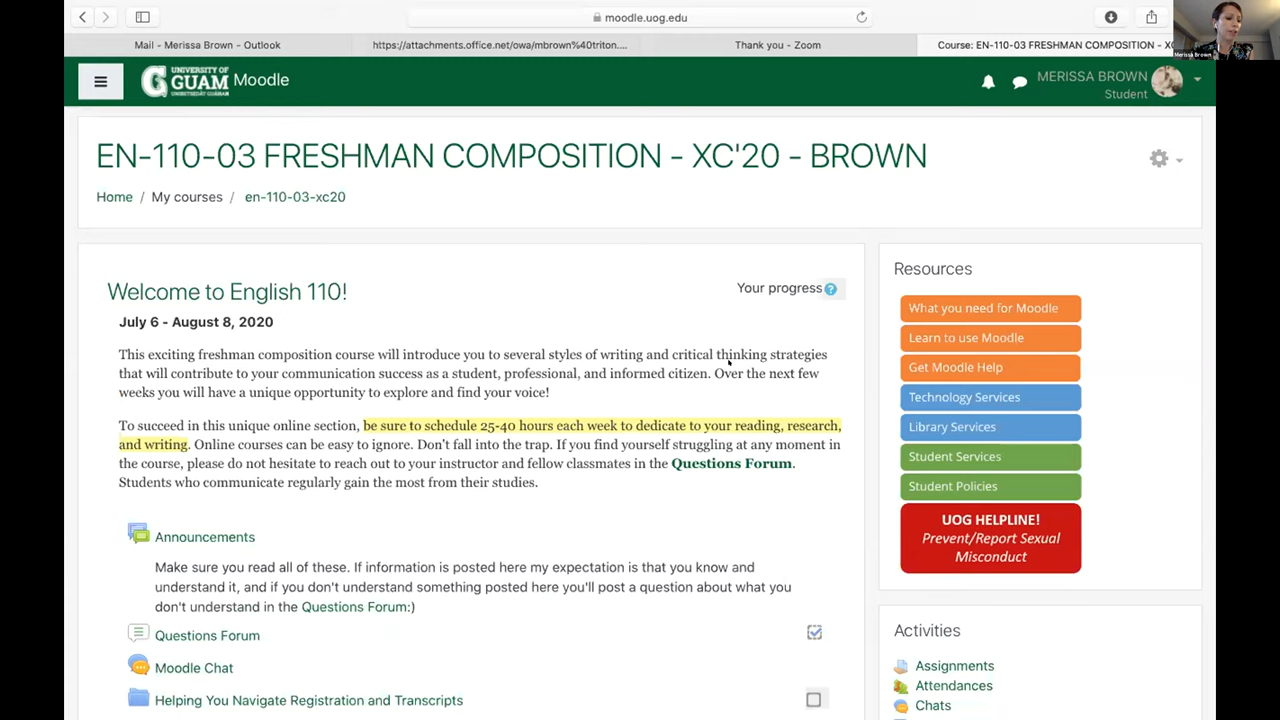 moodle.uog.edu
Mail - Merissa Brown - Outlook
https://attachments.office.net/owa/mbrown%40triton....
Thank you - Zoom
Course: EN-110-03 FRESHMAN COMPOSITION - XC
Merissa Brown
UNIVERSITY OF
GUAM
UNIBETSEDÅT GUÅHAN
Moodle
MERISSA BROWN
Student
EN-110-03 FRESHMAN COMPOSITION - XC'20 - BROWN
Home / My courses / en-110-03-xc20
Welcome to English 110!
Your progress ?
July 6 - August 8, 2020
This exciting freshman composition course will introduce you to several styles of writing and critical thinking strategies
that will contribute to your communication success as a student, professional, and informed citizen. Over the next few
weeks you will have a unique opportunity to explore and find your voice!
To succeed in this unique online section, be sure to schedule 25-40 hours each week to dedicate to your reading, research,
and writing. Online courses can be easy to ignore. Don't fall into the trap. If you find yourself struggling at any moment in
the course, please do not hesitate to reach out to your instructor and fellow classmates in the Questions Forum.
Students who communicate regularly gain the most from their studies.
Announcements
Make sure you read all of these. If information is posted here my expectation is that you know and
understand it, and if you don't understand something posted here you'll post a question about what you
don't understand in the Questions Forum:)
Questions Forum
Moodle Chat
Helping You Navigate Registration and Transcripts
Resources
What you need for Moodle
Learn to use Moodle
Get Moodle Help
Technology Services
Library Services
Student Services
Student Policies
UOG HELPLINE!
Prevent/Report Sexual
Misconduct
Activities
Assignments
Attendances
Chats